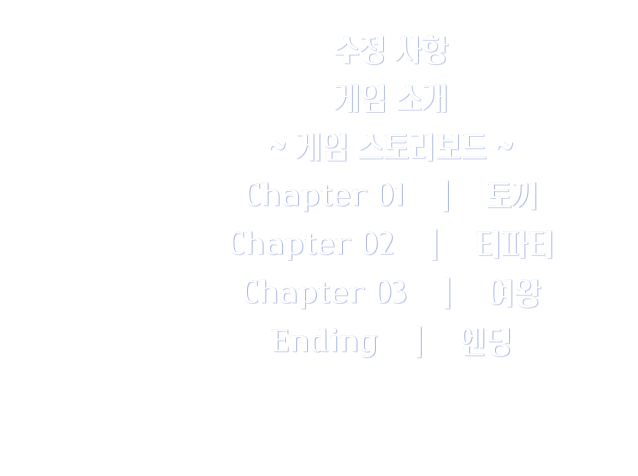 수정 사항
게임 소개
~ 게임 스토리보드 ~
Chapter 01 | 토끼
Chapter 02 | 티파티
Chapter 03 | 여왕
Ending | 엔딩